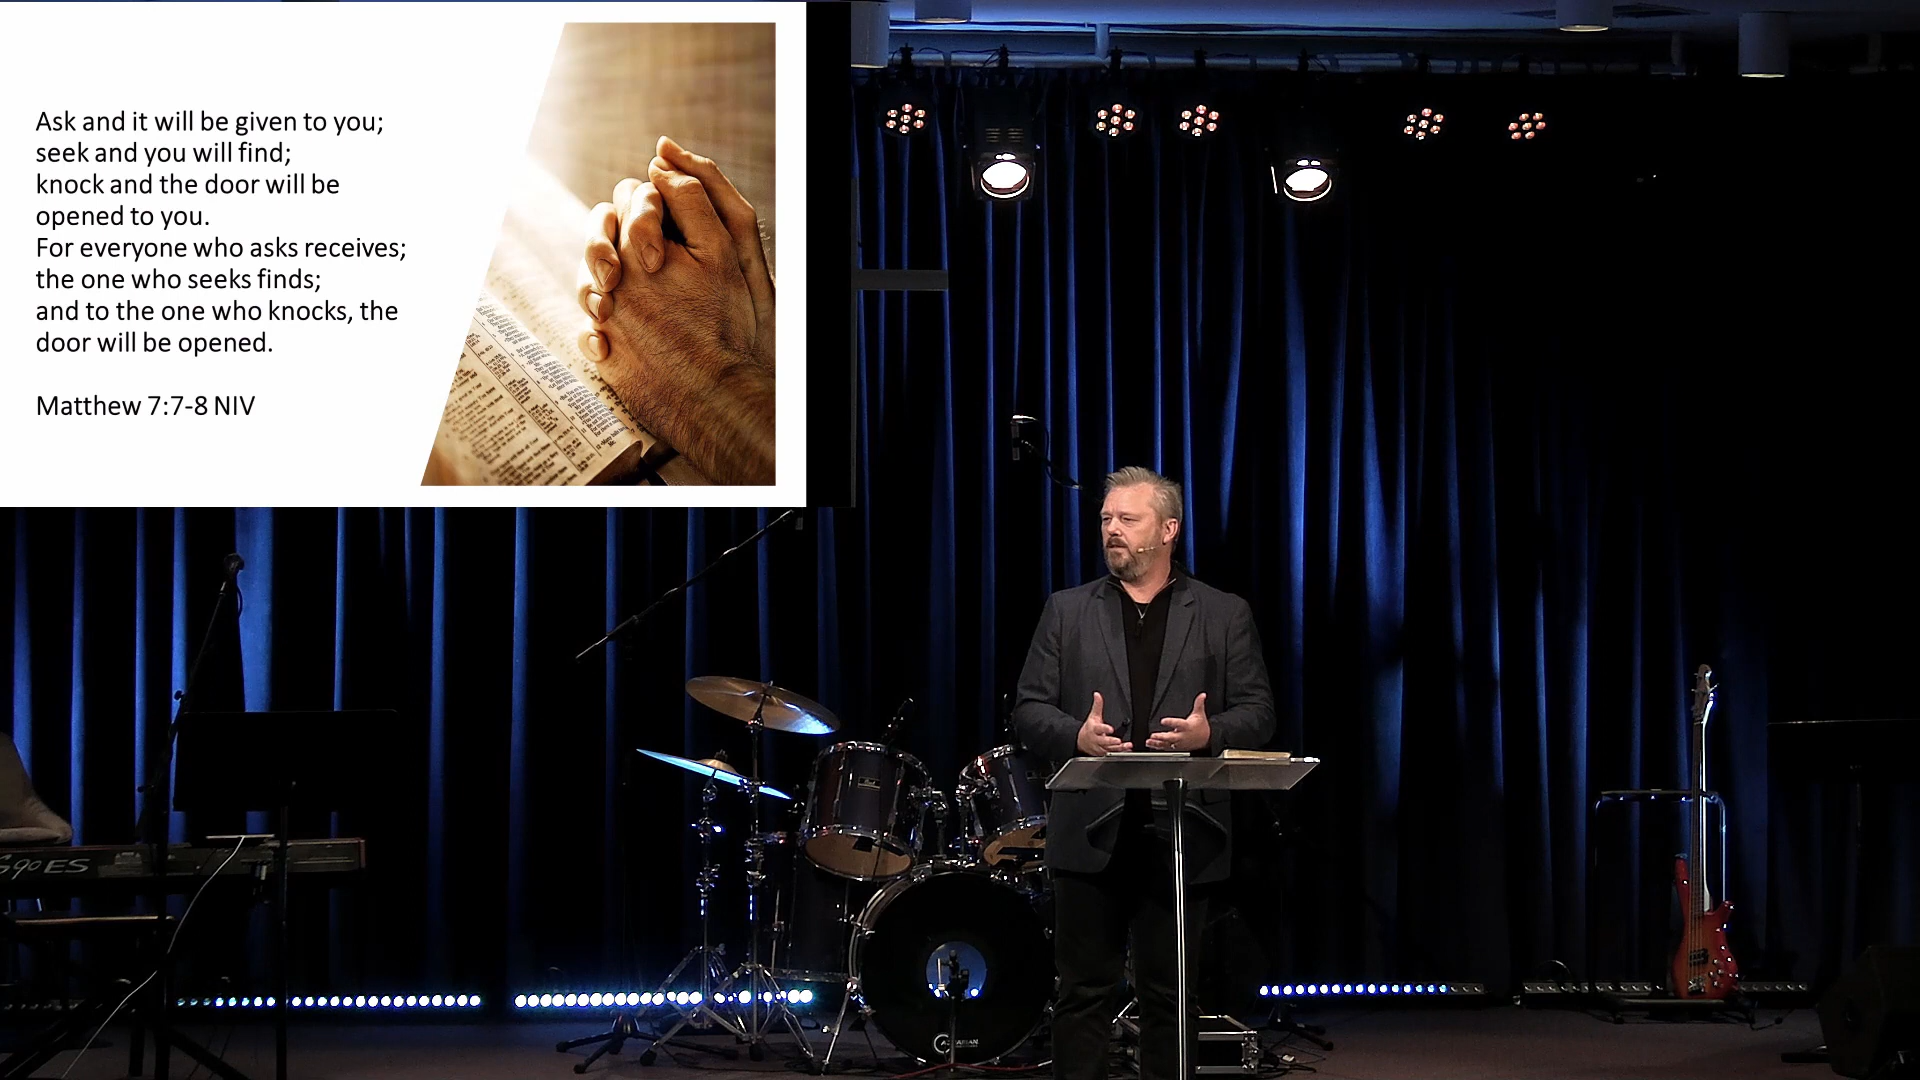 Ask and it will be given to you;
seek and you will find;
knock and the door will be
opened to you.
For everyone who asks receives;
the one who seeks finds;
and to the one who knocks, the
door will be opened.
Matthew 7:7-8 NIV
S90ES